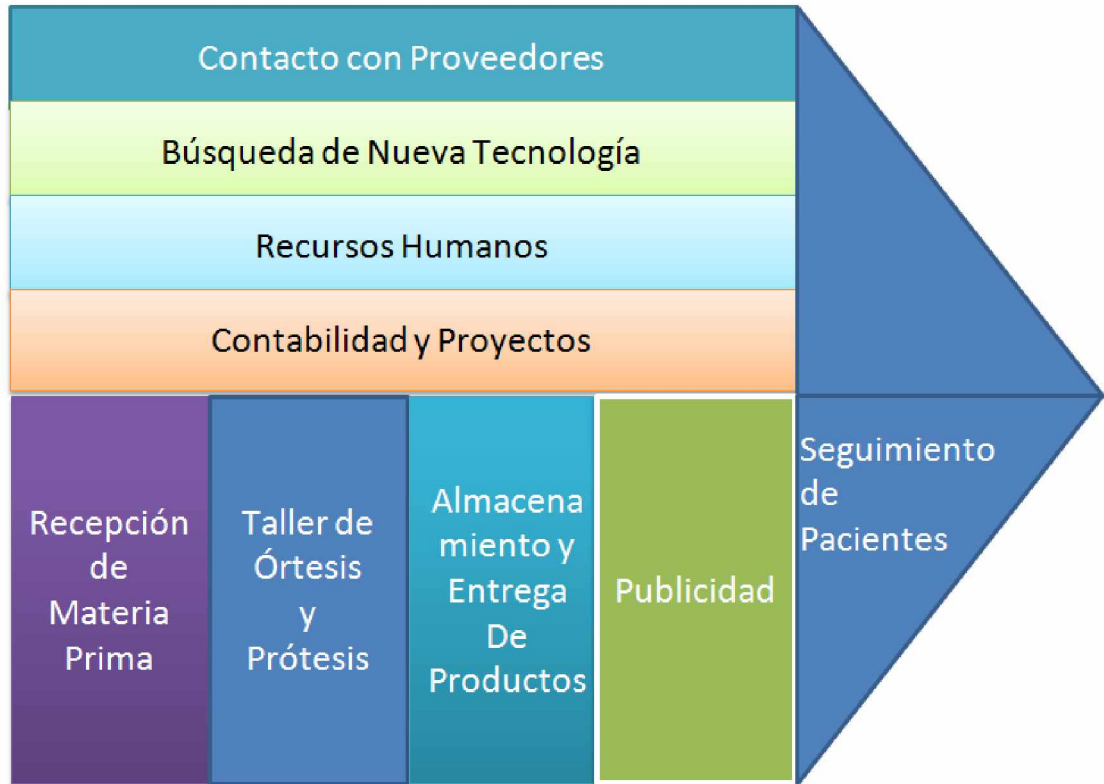 Contacto con Proveedores
Búsqueda de Nueva Tecnología
Recursos Humanos
Contabilidad y Proyectos
Recepción
de
Materia
Prima
Taller de
Órtesis
y
Prótesis
Almacena
miento y
Entrega
De
Productos
Publicidad
Seguimiento
de
Pacientes